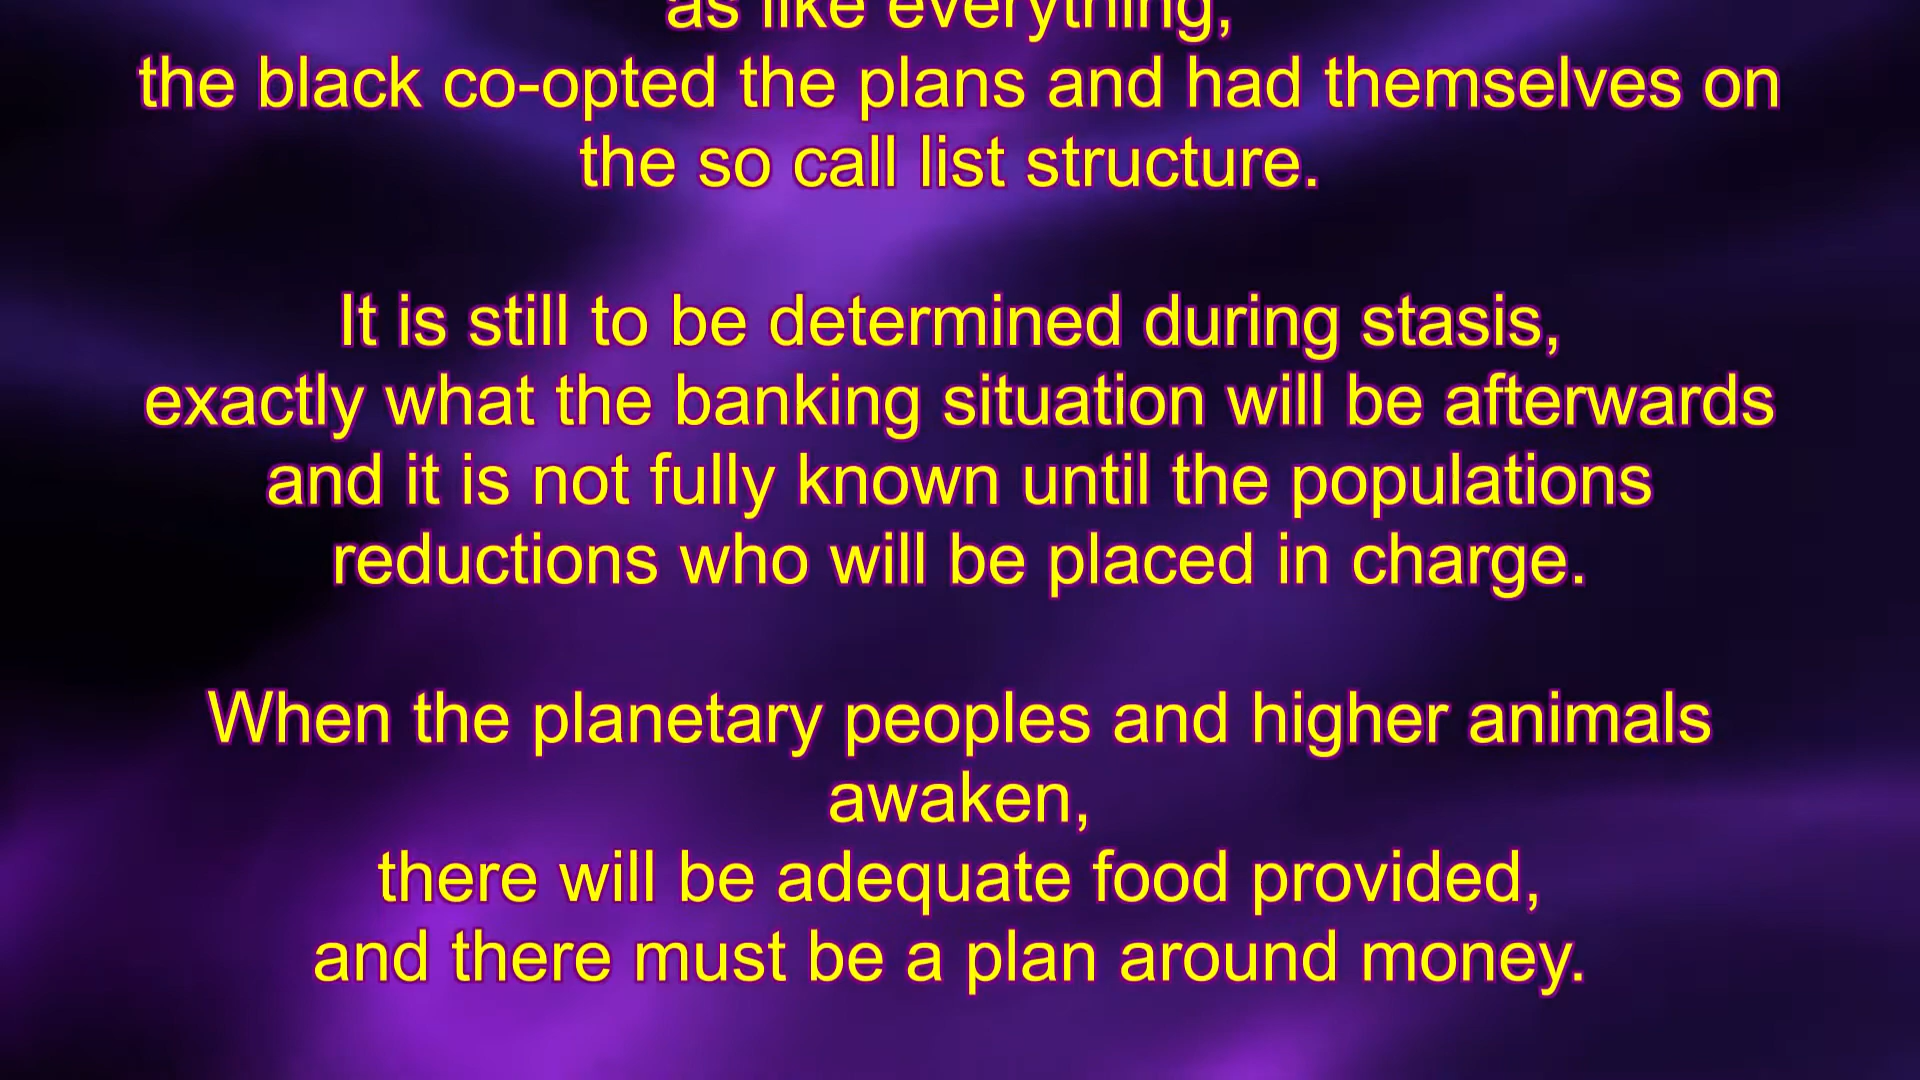 as like everything,
the black co-opted the plans and had themselves on
the so call list structure.
It is still to be determined during stasis,
exactly what the banking situation will be afterwards
and it is not fully known until the populations
reductions who will be placed in charge.
When the planetary peoples and higher animals
awaken,
there will be adequate food provided,
and there must be a plan around money.